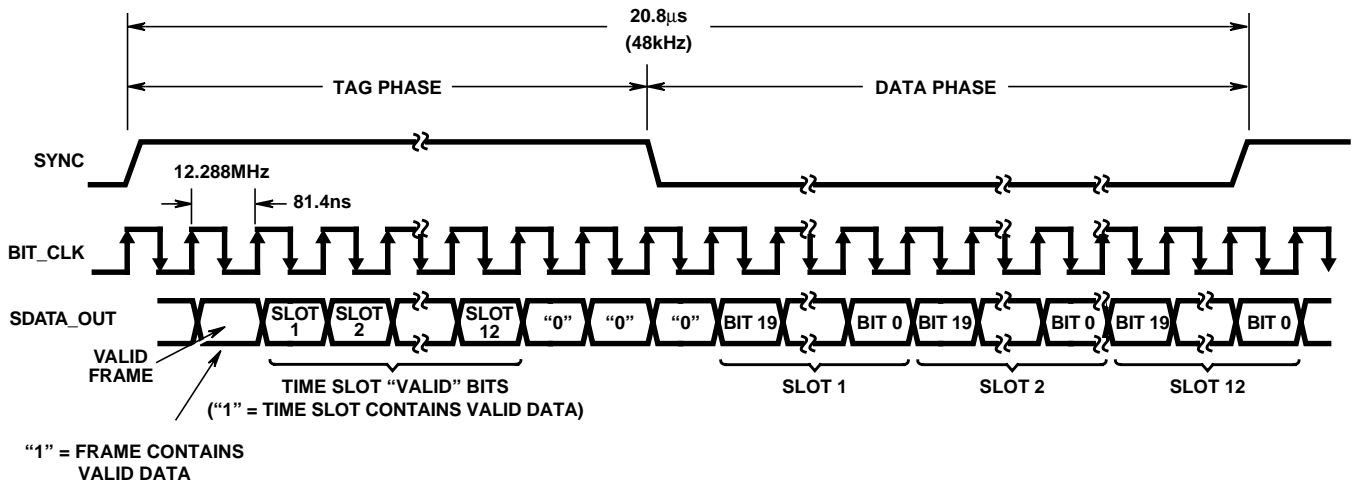 20.8μs
(48kHz)
TAG PHASE
DATA PHASE
SYNC
12.288MHz
81.4ns
BIT_CLK
SDATA_OUT
SLOT
1
SLOT
2
SLOT
12
“0”
“0”
“0”
BIT 19
BIT 0
BIT 19
BIT 0
BIT 19
BIT 0
VALID
FRAME
TIME SLOT “VALID” BITS
(“1” = TIME SLOT CONTAINS VALID DATA)
SLOT 1
SLOT 2
SLOT 12
“1” = FRAME CONTAINS
VALID DATA